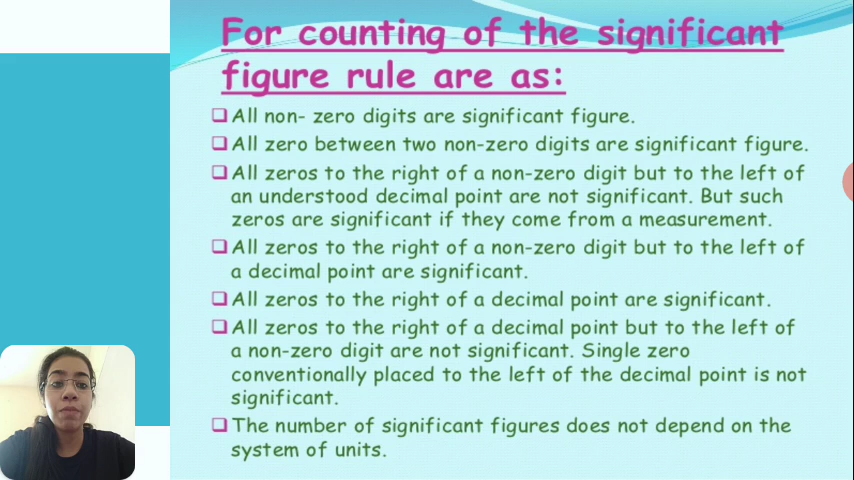 For counting of the significant
figure rule are as:
All non- zero digits are significant figure.
All zero between two non-zero digits are significant figure.
All zeros to the right of a non-zero digit but to the left of
an understood decimal point are not significant. But such
zeros are significant if they come from a measurement.
All zeros to the right of a non-zero digit but to the left of
a decimal point are significant.
All zeros to the right of a decimal point are significant.
All zeros to the right of a decimal point but to the left of
a non-zero digit are not significant. Single zero
conventionally placed to the left of the decimal point is not
significant.
The number of significant figures does not depend on the
system of units.